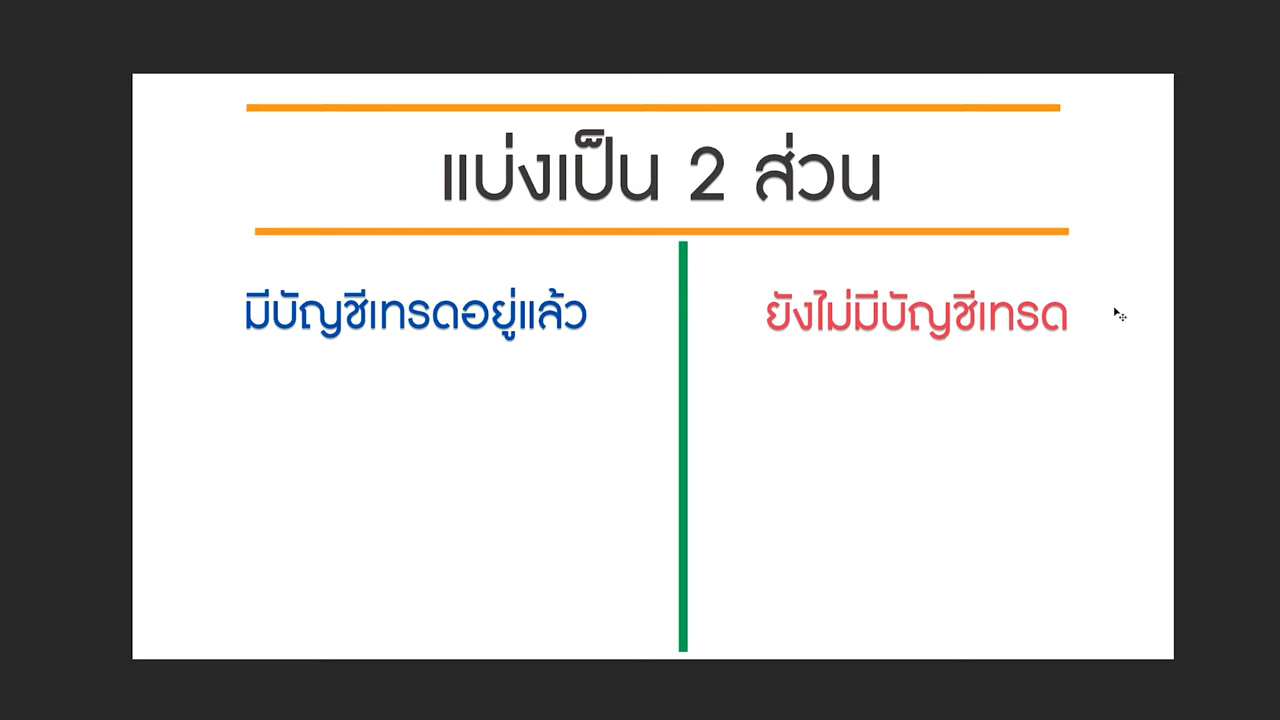 แบ่งเป็น 2 ส่วน
มีบัญชีเทรดอยู่แล้ว
ยังไม่มีบัญชีเทรด